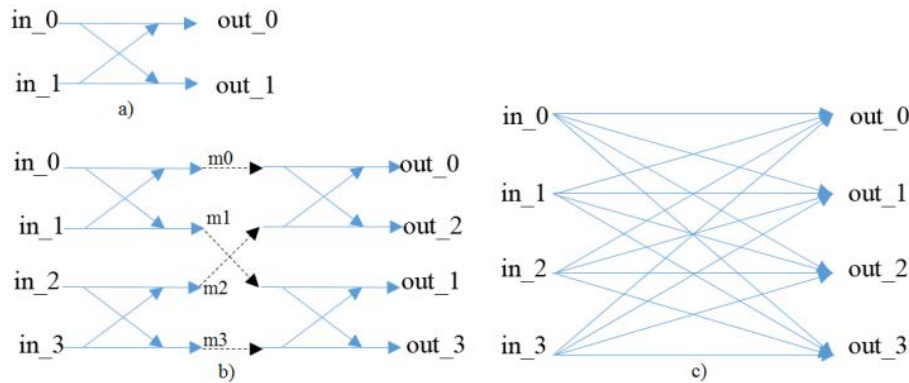 in_0 out_0
in_1 out_1
a)
in_0 m0 out_0
in_1 m1 out_2
in_2 m2 out_1
in_3 m3 out_3
b)
in_0 out_0
in_1 out_1
in_2 out_2
in_3 out_3
c)